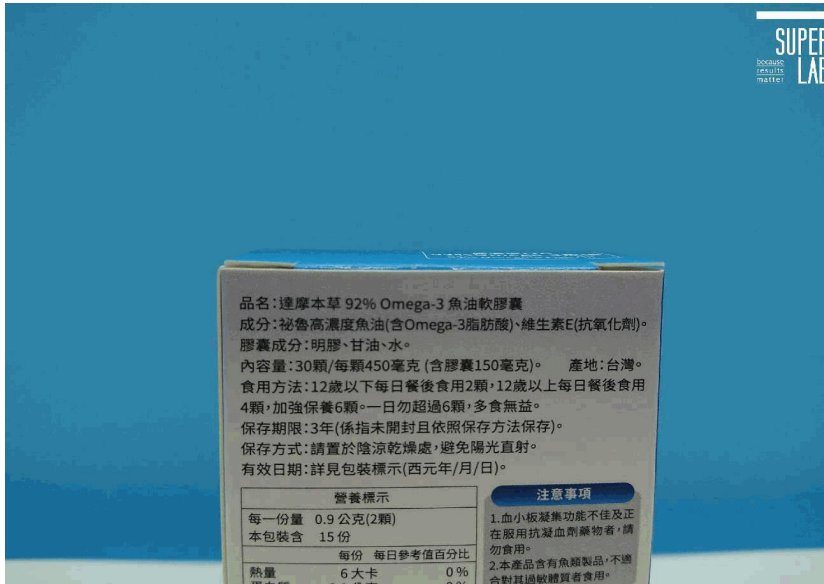 SUPER
LAB
because
results
matter
品名:達摩本草 92% Omega-3 魚油軟膠囊
成分:祕魯高濃度魚油(含Omega-3脂肪酸)、維生素E(抗氧化劑)。
膠囊成分:明膠、甘油、水。
內容量:30顆/每顆450毫克 (含膠囊150毫克)。 產地:台灣。
食用方法:12歲以下每日餐後食用2顆,12歲以上每日餐後食用
4顆,加強保養6顆。一日勿超過6顆,多食無益。
保存期限:3年(係指未開封且依照保存方法保存)。
保存方式:請置於陰涼乾燥處,避免陽光直射。
有效日期:詳見包裝標示(西元年/月/日)。
營養標示
每一份量 0.9 公克(2顆)
本包裝含 15 份
每份 每日參考值百分比
熱量 6 大卡 0 %
注意事項
1.血小板凝集功能不佳及正
在服用抗凝血劑藥物者,請
勿食用。
2.本產品含有魚類製品,不適
合對其過敏體質者食用。